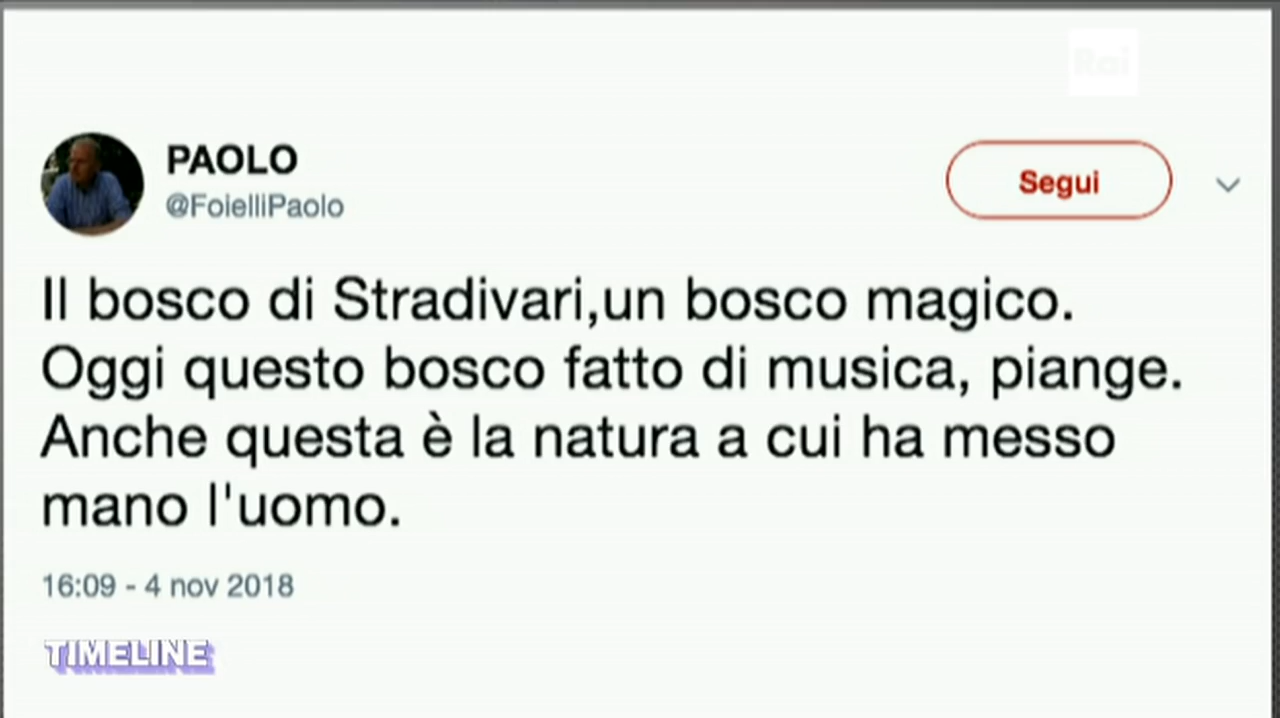 Rai
PAOLO
@FoielliPaolo
Segui
Il bosco di Stradivari,un bosco magico.
Oggi questo bosco fatto di musica, piange.
Anche questa è la natura a cui ha messo
mano l'uomo.
16:09 - 4 nov 2018
TIMELINE